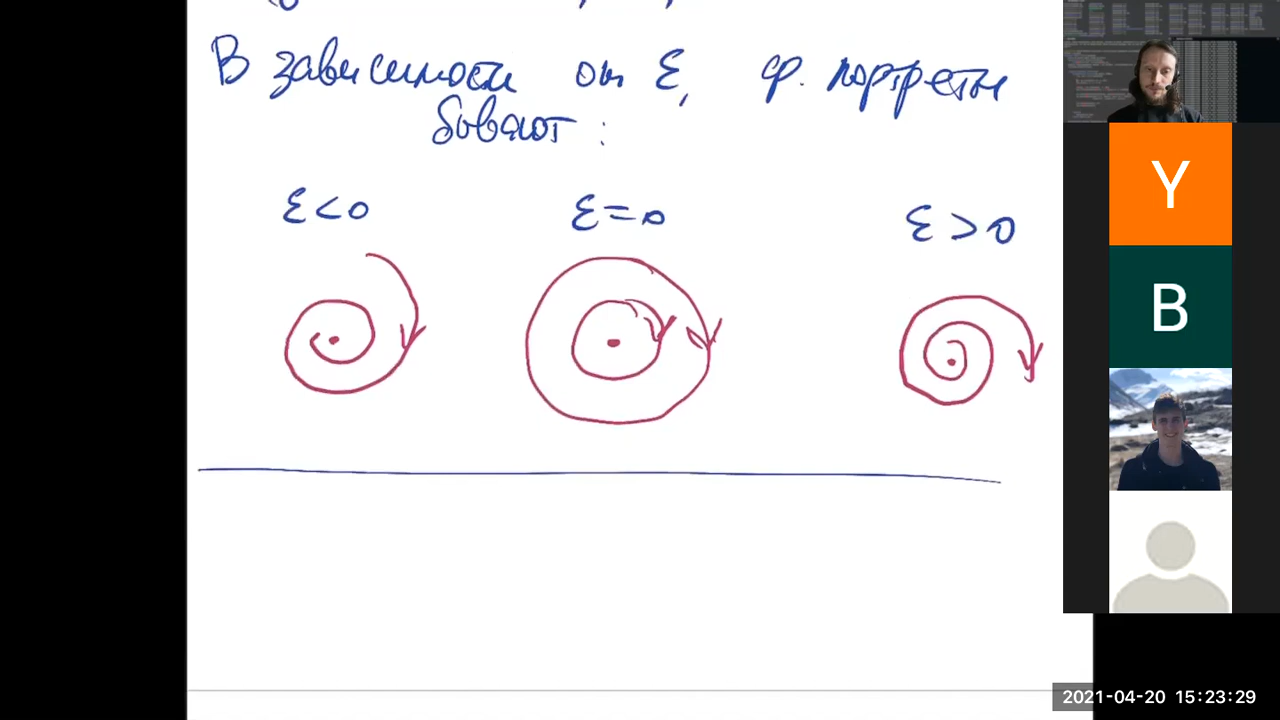 В зависимости от ε, ф. портреты
бывают:
ε<0 ε=0 ε>0
Y
B
2021-04-20 15:23:29